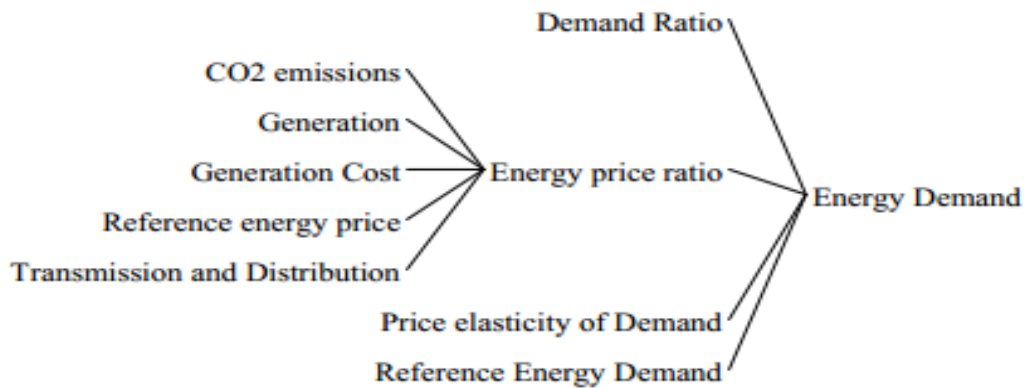 Demand Ratio
CO2 emissions
Generation
Generation Cost
Energy price ratio
Reference energy price
Energy Demand
Transmission and Distribution
Price elasticity of Demand
Reference Energy Demand